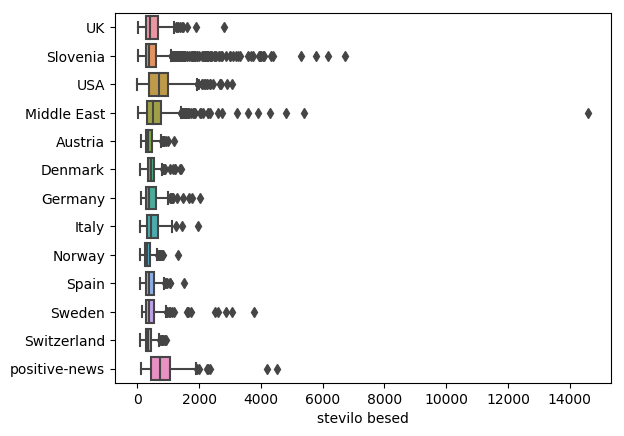 UK
Slovenia
USA
Middle East
Austria
Denmark
Germany
Italy
Norway
Spain
Sweden
Switzerland
positive-news
0 2000 4000 6000 8000 10000 12000 14000
stevilo besed